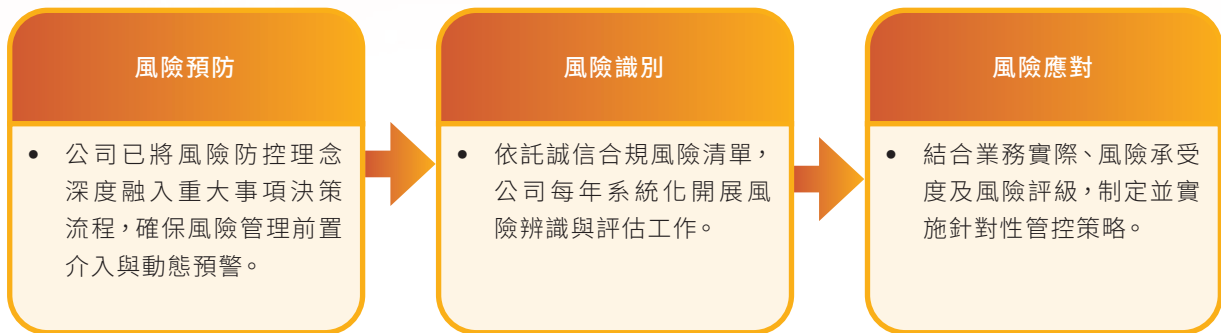 風險預防
• 公司已將風險防控理念
深度融入重大事項決策
流程，確保風險管理前置
介入與動態預警。
風險識別
• 依託誠信合規風險清單，
公司每年系統化開展風
險辨識與評估工作。
風險應對
• 結合業務實際、風險承受
度及風險評級，制定並實
施針對性管控策略。